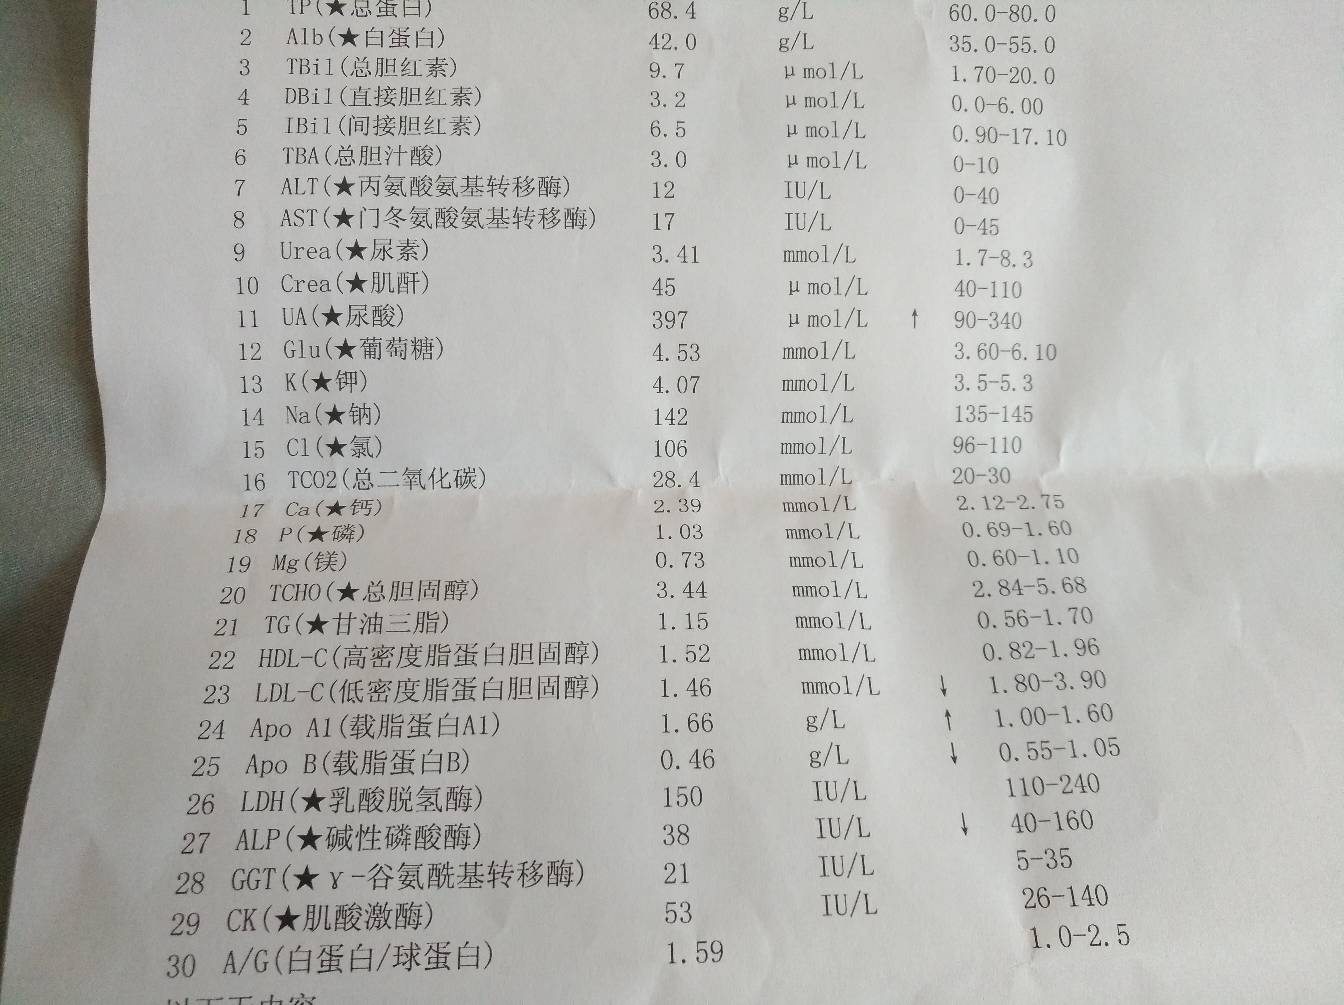 1 TP(★总蛋白) 68.4 g/L 60.0-80.0
2 Alb(★白蛋白) 42.0 g/L 35.0-55.0
3 TBil(总胆红素) 9.7 μmol/L 1.70-20.0
4 DBil(直接胆红素) 3.2 μmol/L 0.0-6.00
5 IBil(间接胆红素) 6.5 μmol/L 0.90-17.10
6 TBA(总胆汁酸) 3.0 μmol/L 0-10
7 ALT(★丙氨酸氨基转移酶) 12 IU/L 0-40
8 AST(★门冬氨酸氨基转移酶) 17 IU/L 0-45
9 Urea(★尿素) 3.41 mmol/L 1.7-8.3
10 Crea(★肌酐) 45 μmol/L 40-110
11 UA(★尿酸) 397 μmol/L ↑ 90-340
12 Glu(★葡萄糖) 4.53 mmol/L 3.60-6.10
13 K(★钾) 4.07 mmol/L 3.5-5.3
14 Na(★钠) 142 mmol/L 135-145
15 Cl(★氯) 106 mmol/L 96-110
16 TCO2(总二氧化碳) 28.4 mmol/L 20-30
17 Ca(★钙) 2.39 mmol/L 2.12-2.75
18 P(★磷) 1.03 mmol/L 0.69-1.60
19 Mg(镁) 0.73 mmol/L 0.60-1.10
20 TCHO(★总胆固醇) 3.44 mmol/L 2.84-5.68
21 TG(★甘油三脂) 1.15 mmol/L 0.56-1.70
22 HDL-C(高密度脂蛋白胆固醇) 1.52 mmol/L 0.82-1.96
23 LDL-C(低密度脂蛋白胆固醇) 1.46 mmol/L ↓ 1.80-3.90
24 Apo A1(载脂蛋白A1) 1.66 g/L ↑ 1.00-1.60
25 Apo B(载脂蛋白B) 0.46 g/L ↓ 0.55-1.05
26 LDH(★乳酸脱氢酶) 150 IU/L 110-240
27 ALP(★碱性磷酸酶) 38 IU/L ↓ 40-160
28 GGT(★γ-谷氨酰基转移酶) 21 IU/L 5-35
29 CK(★肌酸激酶) 53 IU/L 26-140
30 A/G(白蛋白/球蛋白) 1.59 1.0-2.5